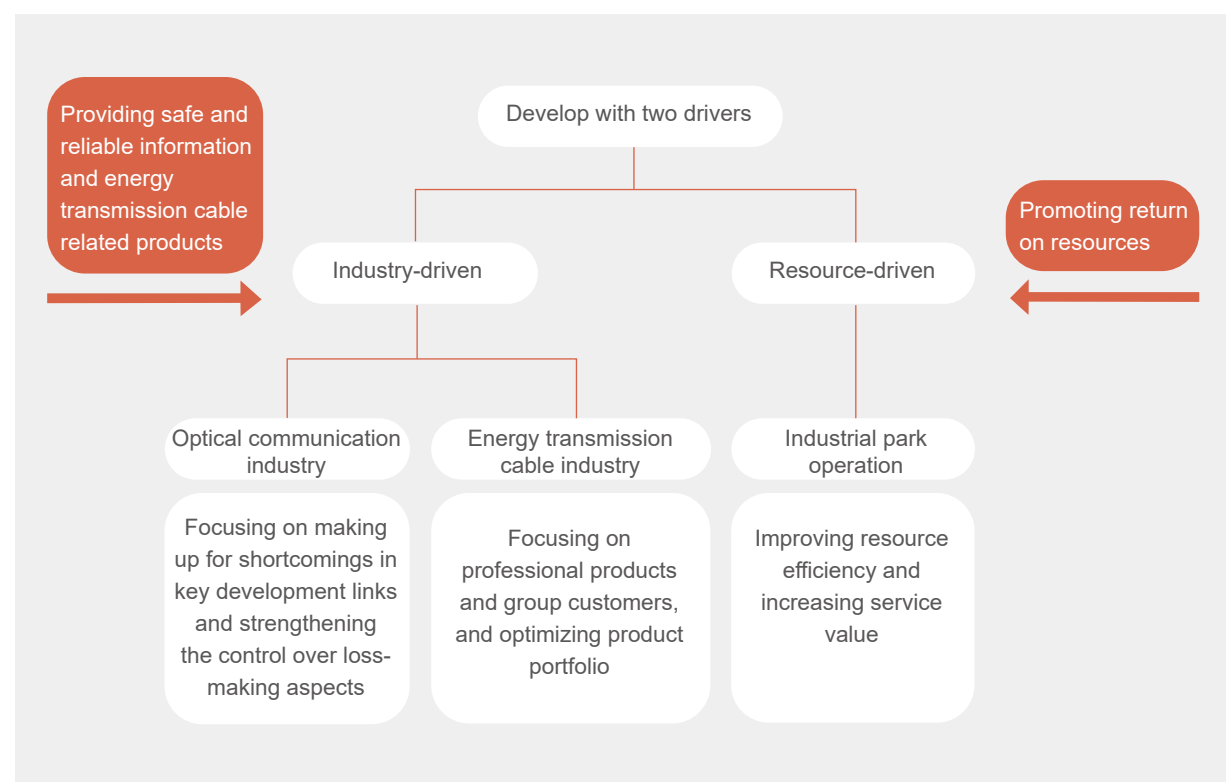 Develop with two drivers
Providing safe and
reliable information
and energy
transmission cable
related products
Promoting return
on resources
Industry-driven
Resource-driven
Optical communication
industry
Energy transmission
cable industry
Industrial park
operation
Focusing on making
up for shortcomings in
key development links
and strengthening
the control over loss-
making aspects
Focusing on
professional products
and group customers,
and optimizing product
portfolio
Improving resource
efficiency and
increasing service
value